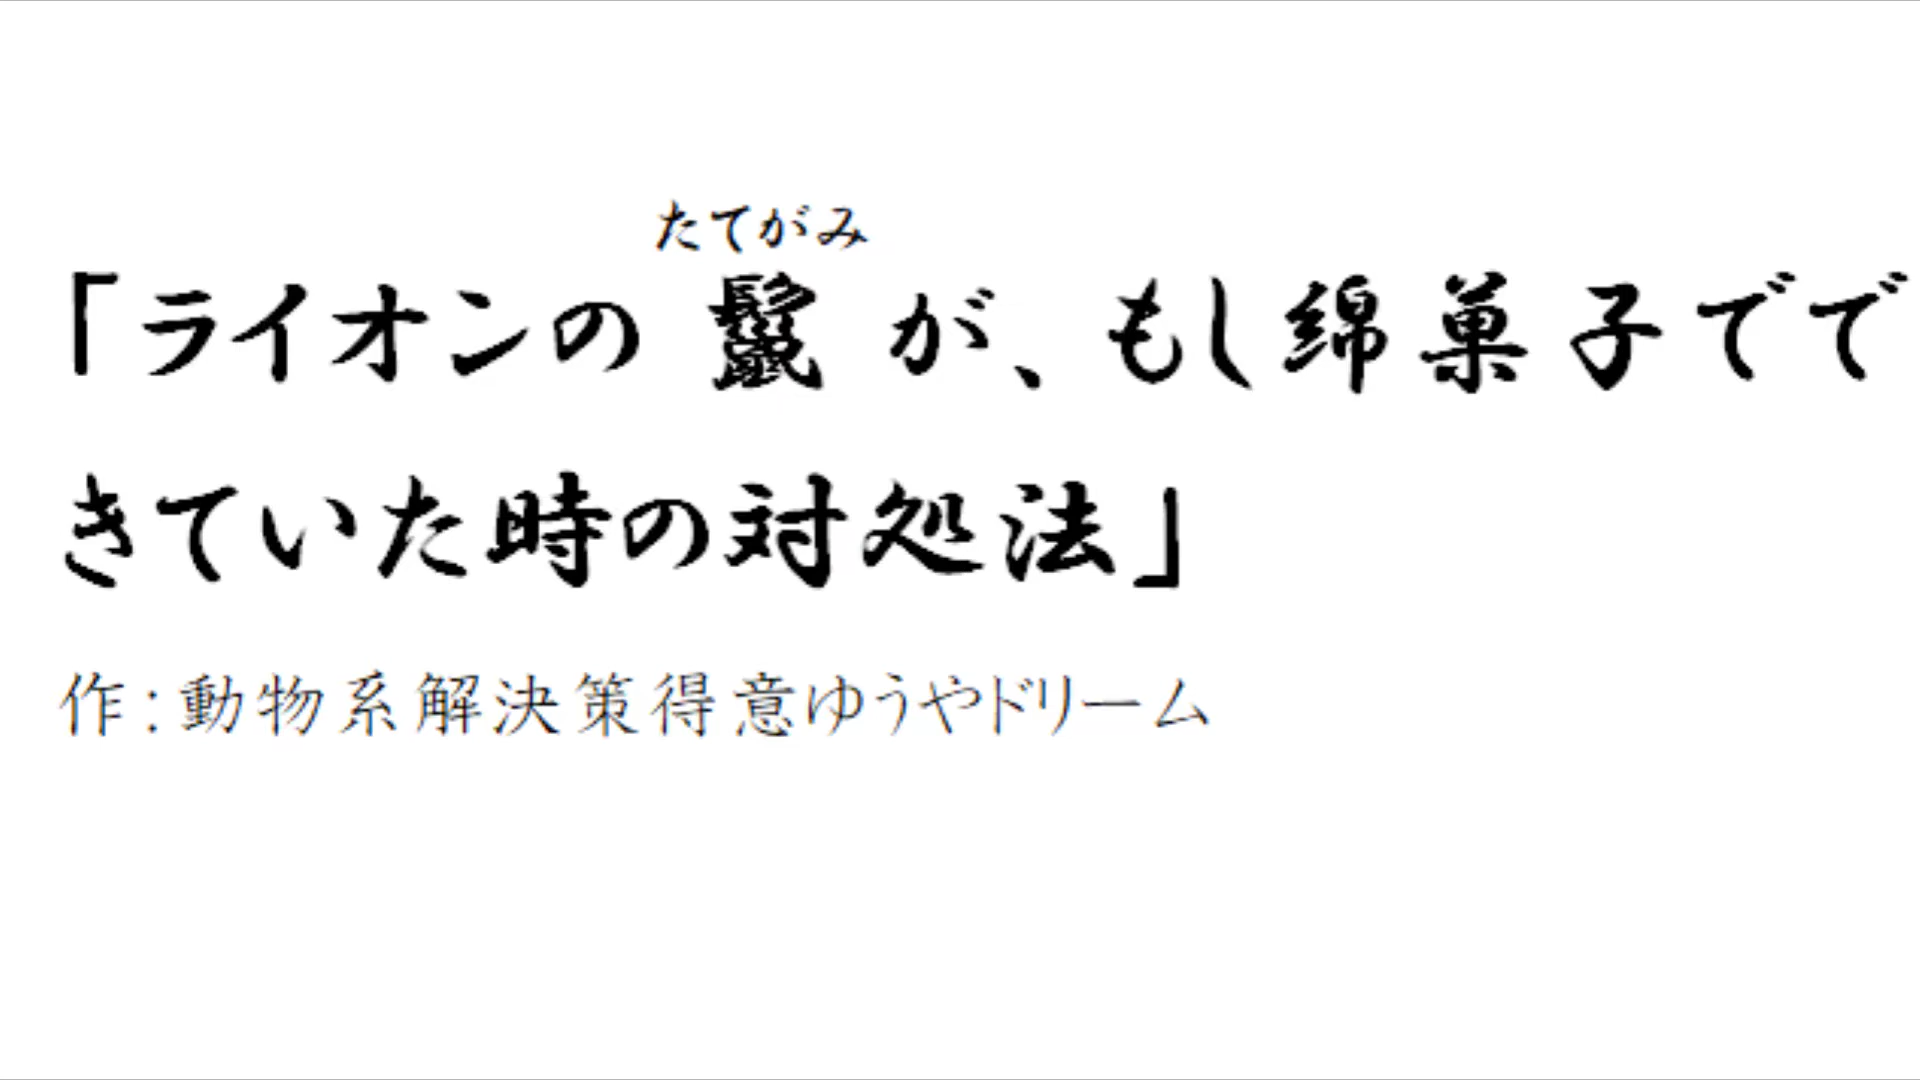 たてがみ
「ライオンの鬣が、もし綿菓子でで
きていた時の対処法」
作：動物系解決策得意ゆうやドリーム